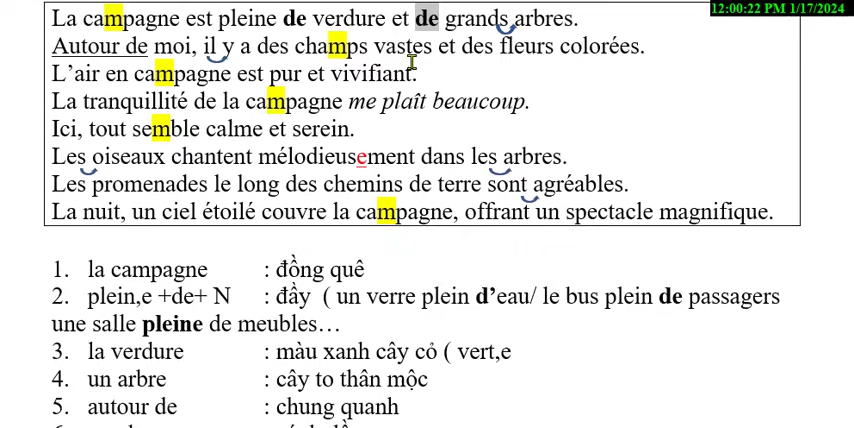 12:00:22 PM 1/17/2024
La campagne est pleine de verdure et de grands arbres.
Autour de moi, il y a des champs vastes et des fleurs colorées.
L’air en campagne est pur et vivifiant.
La tranquillité de la campagne me plaît beaucoup.
Ici, tout semble calme et serein.
Les oiseaux chantent mélodieusement dans les arbres.
Les promenades le long des chemins de terre sont agréables.
La nuit, un ciel étoilé couvre la campagne, offrant un spectacle magnifique.
1. la campagne : đồng quê
2. plein,e +de+ N : đầy ( un verre plein d’eau/ le bus plein de passagers
une salle pleine de meubles…
3. la verdure : màu xanh cây cỏ ( vert,e
4. un arbre : cây to thân mộc
5. autour de : chung quanh